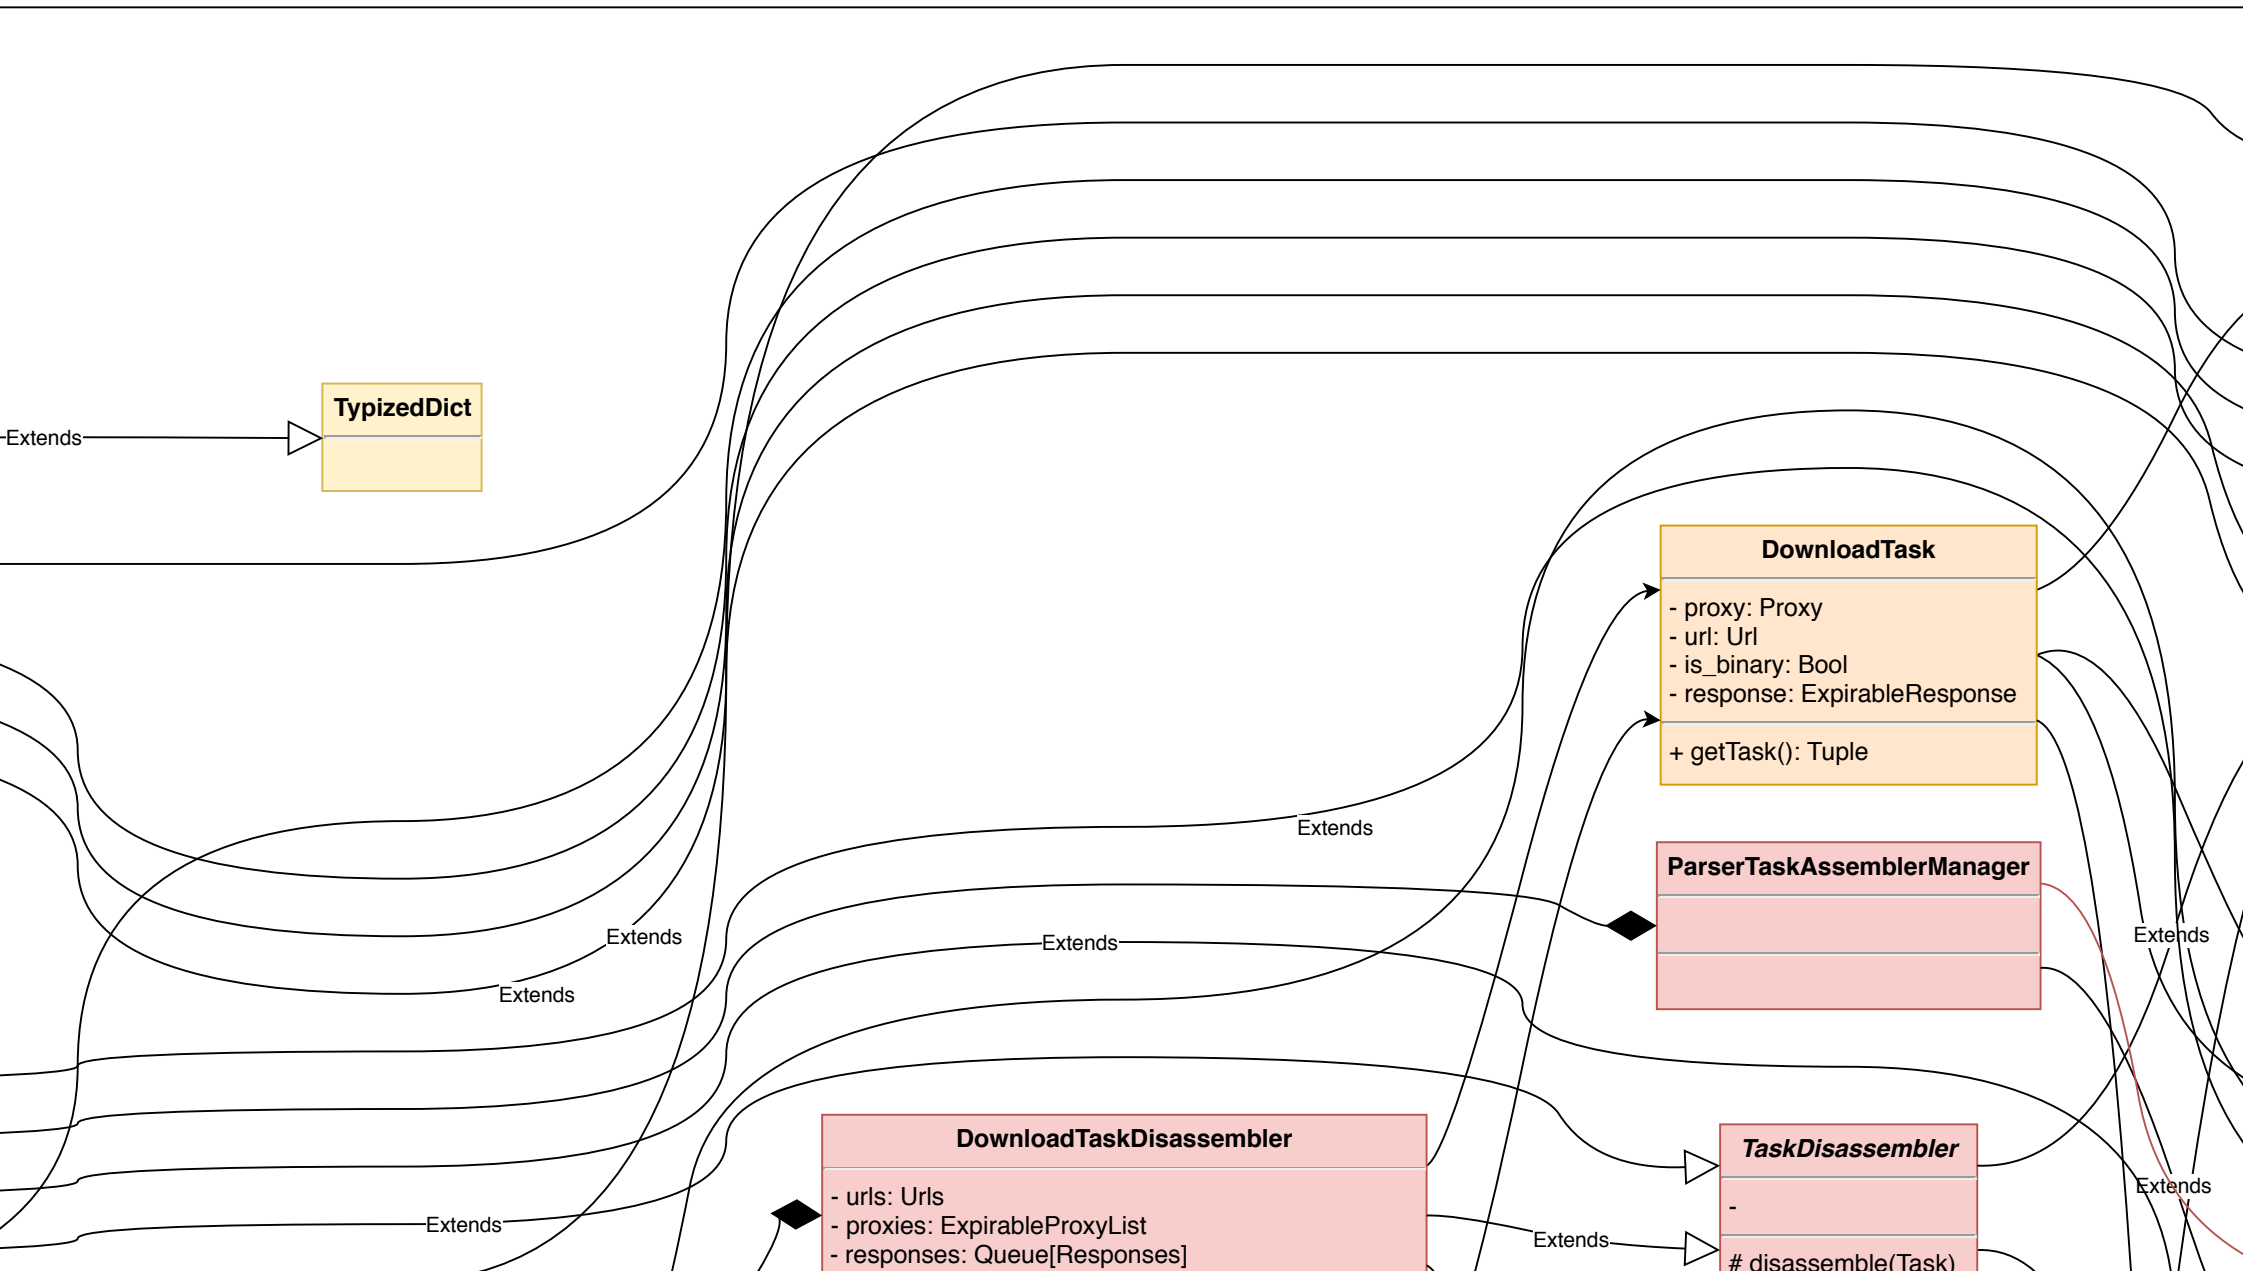 TypizedDict
Extends
DownloadTask
- proxy: Proxy
- url: Url
- is_binary: Bool
- response: ExpirableResponse
+ getTask(): Tuple
Extends
ParserTaskAssemblerManager
Extends
Extends
Extends
Extends
DownloadTaskDisassembler
- urls: Urls
- proxies: ExpirableProxyList
- responses: Queue[Responses]
TaskDisassembler
-
# disassemble(Task)
Extends
Extends
Extends